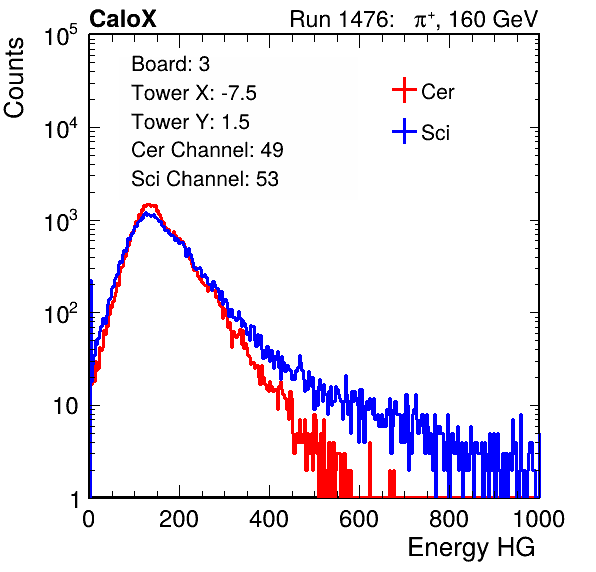 CaloX Run 1476: π⁺, 160 GeV
Counts
10⁵
10⁴
10³
10²
10
1
Board: 3
Tower X: -7.5
Tower Y: 1.5
Cer Channel: 49
Sci Channel: 53
Cer
Sci
0 200 400 600 800 1000
Energy HG